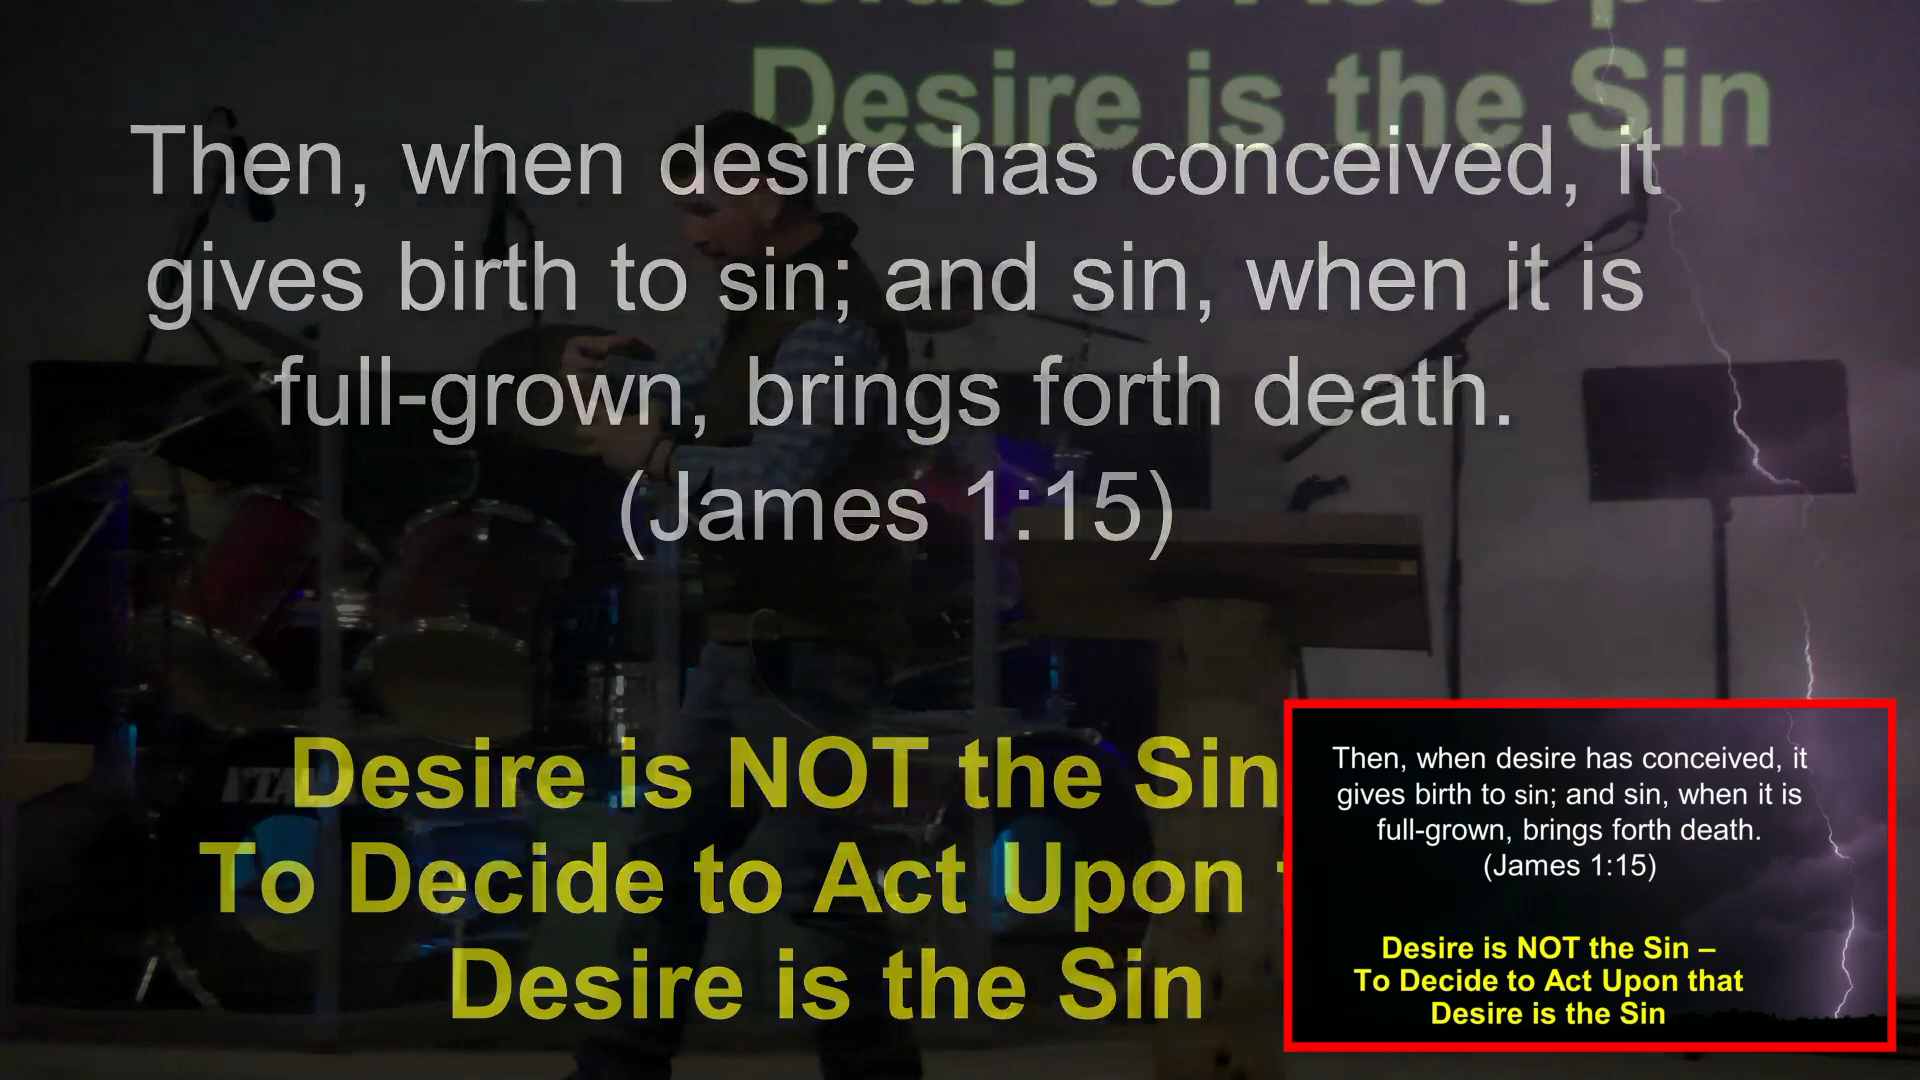 Decide to Act Upo
Desire is the Sin
Then, when desire has conceived, it
gives birth to sin; and sin, when it is
full-grown, brings forth death.
(James 1:15)
Desire is NOT the Sin
To Decide to Act Upon
Desire is the Sin
Then, when desire has conceived, it
gives birth to sin; and sin, when it is
full-grown, brings forth death.
(James 1:15)
Desire is NOT the Sin –
To Decide to Act Upon that
Desire is the Sin